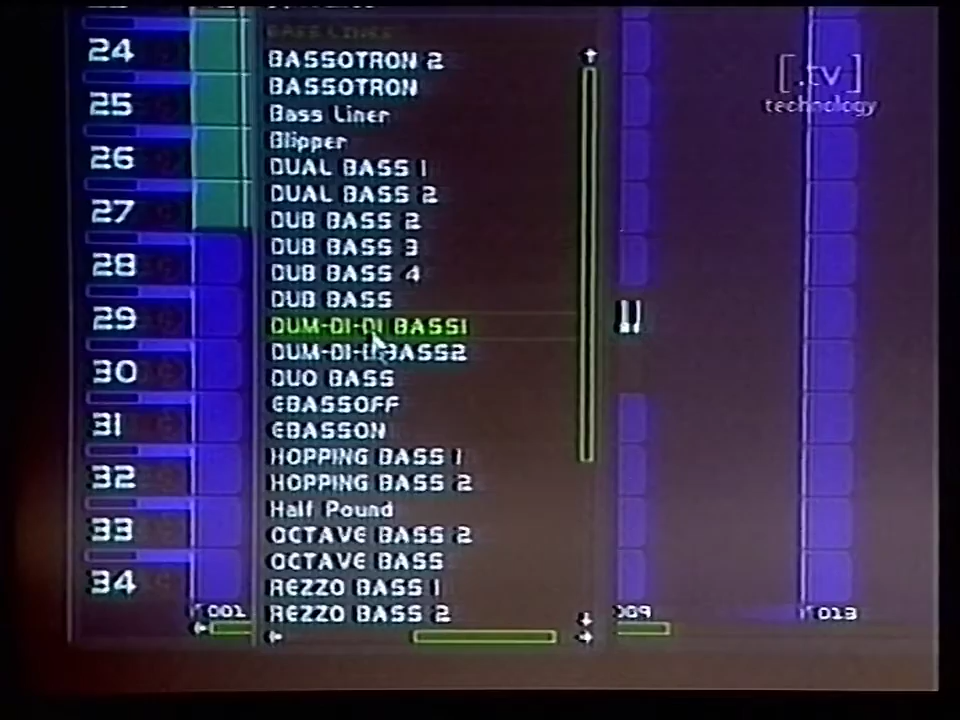 BASS LINES
24
BASSOTRON 2
BASSOTRON
25
Bass Liner
Blipper
26
DUAL BASS 1
DUAL BASS 2
27
DUB BASS 2
DUB BASS 3
28
DUB BASS 4
DUB BASS
29
DUM-DI-DI BASS1
DUM-DI-DI BASS2
30
DUO BASS
EBASSOFF
31
EBASSON
HOPPING BASS 1
32
HOPPING BASS 2
Half Pound
33
OCTAVE BASS 2
OCTAVE BASS
34
REZZO BASS 1
REZZO BASS 2
001
009
013
[.tv]
technology